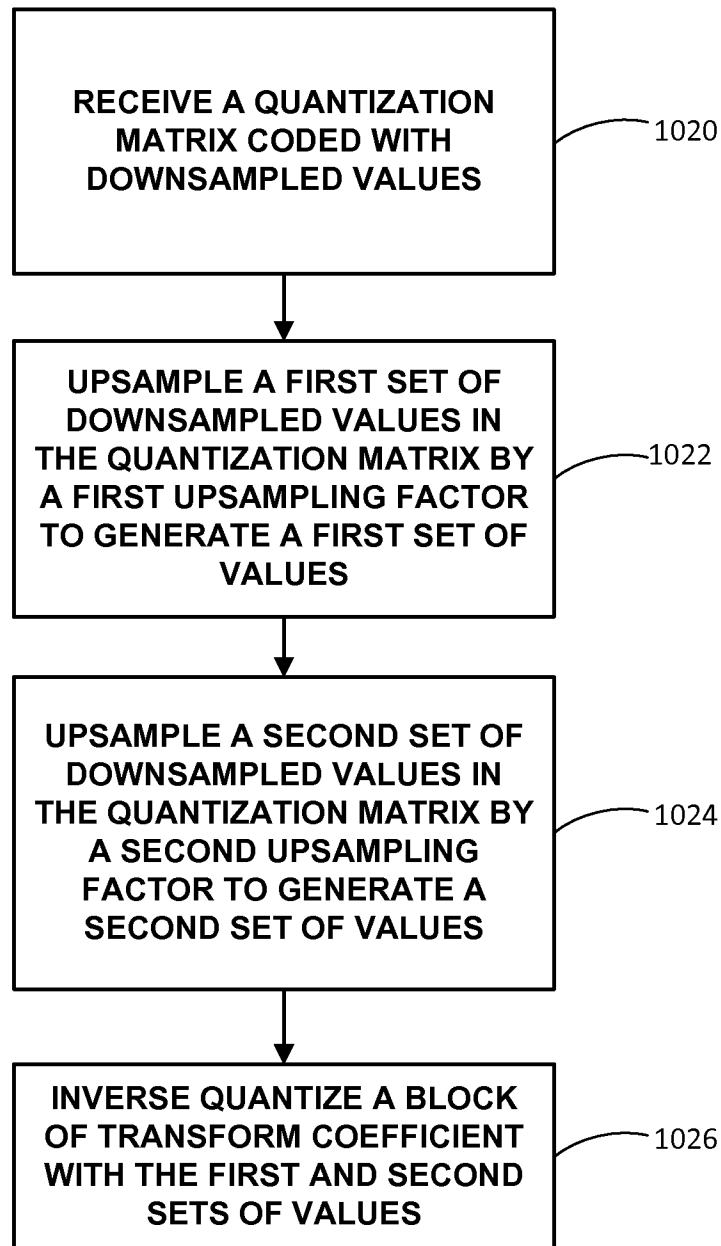 RECEIVE A QUANTIZATION
MATRIX CODED WITH
DOWNSAMPLED VALUES
1020
UPSAMPLE A FIRST SET OF
DOWNSAMPLED VALUES IN
THE QUANTIZATION MATRIX BY
A FIRST UPSAMPLING FACTOR
TO GENERATE A FIRST SET OF
VALUES
1022
UPSAMPLE A SECOND SET OF
DOWNSAMPLED VALUES IN
THE QUANTIZATION MATRIX BY
A SECOND UPSAMPLING
FACTOR TO GENERATE A
SECOND SET OF VALUES
1024
INVERSE QUANTIZE A BLOCK
OF TRANSFORM COEFFICIENT
WITH THE FIRST AND SECOND
SETS OF VALUES
1026